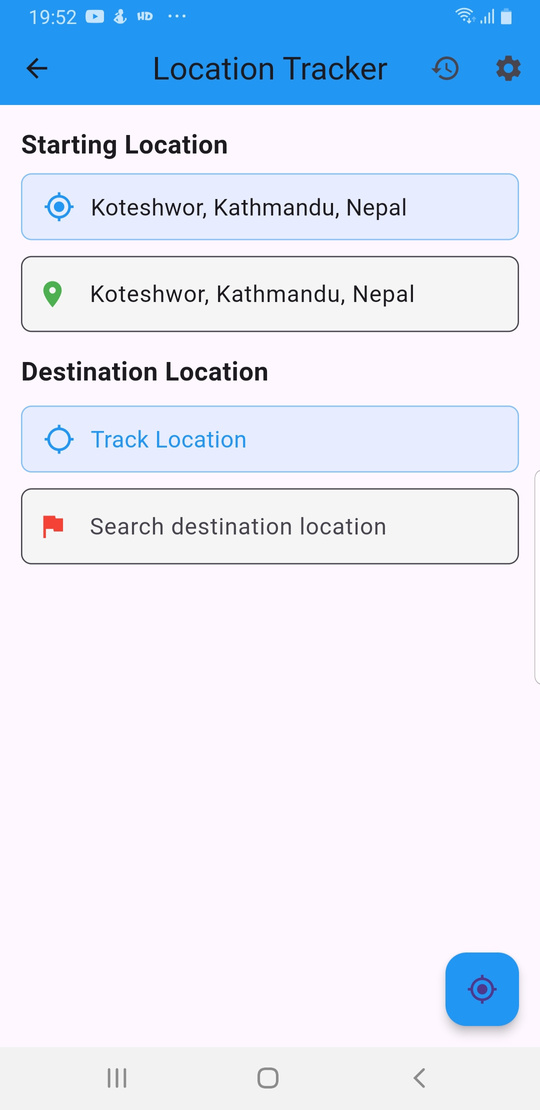 19:52 HD ...
Location Tracker
Starting Location
Koteshwor, Kathmandu, Nepal
Koteshwor, Kathmandu, Nepal
Destination Location
Track Location
Search destination location